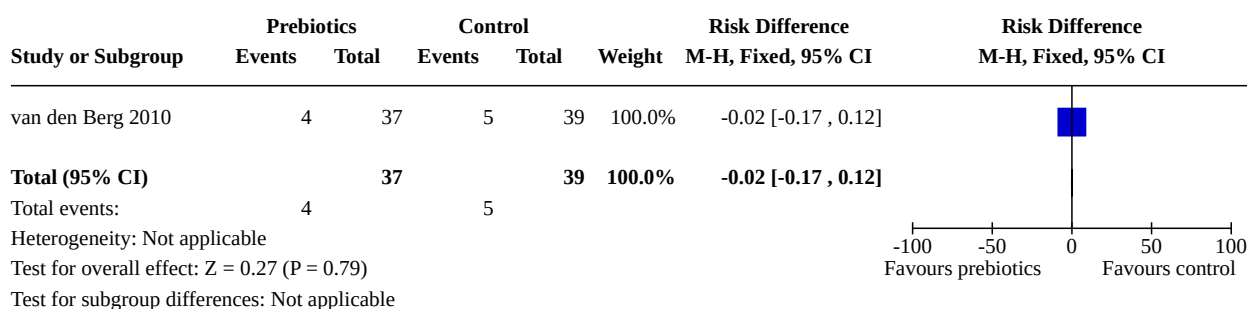 Prebiotics Control Risk Difference Risk Difference
Study or Subgroup Events Total Events Total Weight M-H, Fixed, 95% CI M-H, Fixed, 95% CI
van den Berg 2010 4 37 5 39 100.0% -0.02 [-0.17 , 0.12]
Total (95% CI) 37 39 100.0% -0.02 [-0.17 , 0.12]
Total events: 4 5
Heterogeneity: Not applicable
-100 -50 0 50 100
Test for overall effect: Z = 0.27 (P = 0.79) Favours prebiotics Favours control
Test for subgroup differences: Not applicable